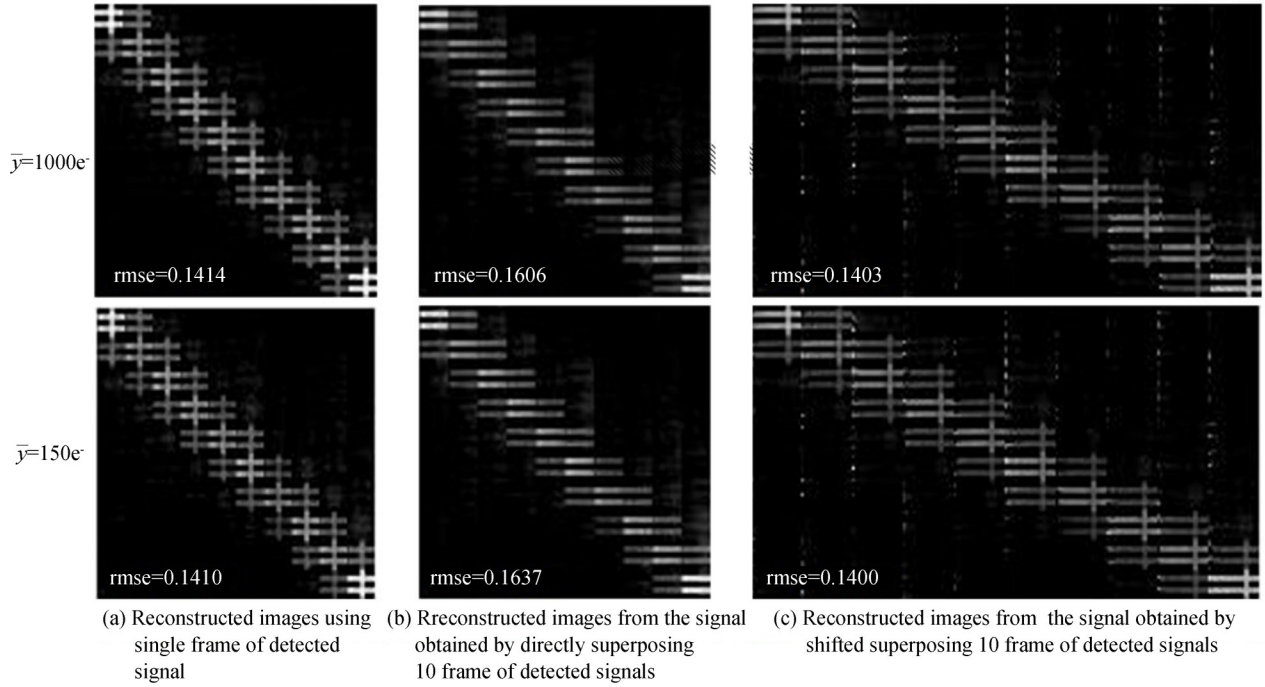 ȳ=1000e⁻
rmse=0.1414
rmse=0.1606
rmse=0.1403
ȳ=150e⁻
rmse=0.1410
rmse=0.1637
rmse=0.1400
(a) Reconstructed images using
single frame of detected
signal
(b) Rreconstructed images from the signal
obtained by directly superposing
10 frame of detected signals
(c) Reconstructed images from the signal obtained by
shifted superposing 10 frame of detected signals